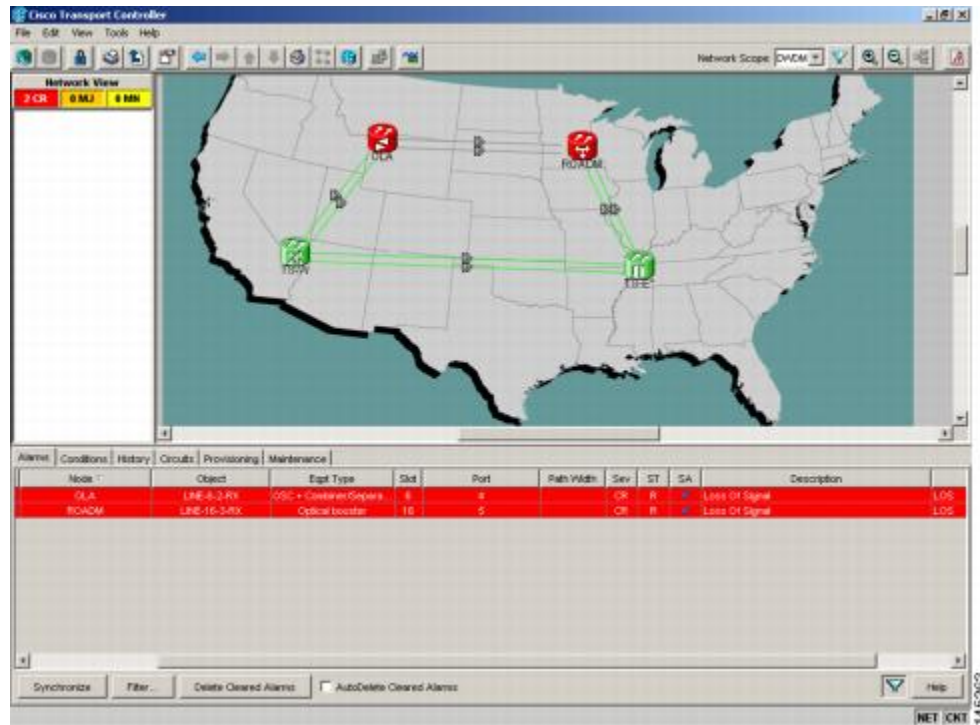 Cisco Transport Controller
File Edit View Tools Help
Network Scope DWDM
Network View
2 CR 0 MJ 0 MN
OLA
ROADM
Alarms Conditions History Circuits Provisioning Maintenance
Node Object Eqpt Type Slot Port Path Width Sev ST SA Description
OLA LINE-8-2-RX OSC + Combiner/Separa... 8 4 CR R Loss Of Signal LOS
ROADM LINE-16-3-RX Optical booster 16 5 CR R Loss Of Signal LOS
Synchronize Filter... Delete Cleared Alarms AutoDelete Cleared Alarms Help
NET CKT